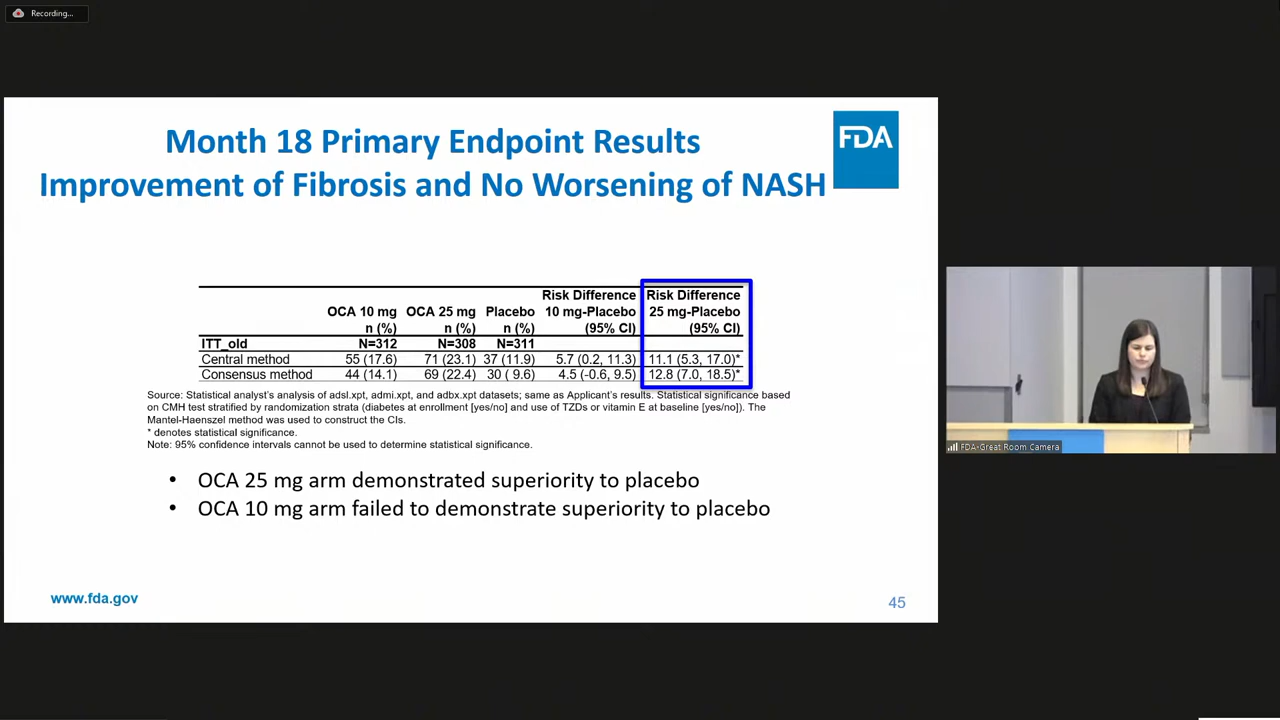 Recording...
Month 18 Primary Endpoint Results
Improvement of Fibrosis and No Worsening of NASH
FDA
Risk Difference Risk Difference
OCA 10 mg OCA 25 mg Placebo 10 mg-Placebo 25 mg-Placebo
n (%) n (%) n (%) (95% CI) (95% CI)
ITT_old N=312 N=308 N=311
Central method 55 (17.6) 71 (23.1) 37 (11.9) 5.7 (0.2, 11.3) 11.1 (5.3, 17.0)*
Consensus method 44 (14.1) 69 (22.4) 30 ( 9.6) 4.5 (-0.6, 9.5) 12.8 (7.0, 18.5)*
Source: Statistical analyst's analysis of adsl.xpt, admi.xpt, and adbx.xpt datasets; same as Applicant's results. Statistical significance based
on CMH test stratified by randomization strata (diabetes at enrollment [yes/no] and use of TZDs or vitamin E at baseline [yes/no]). The
Mantel-Haenszel method was used to construct the CIs.
* denotes statistical significance.
Note: 95% confidence intervals cannot be used to determine statistical significance.
• OCA 25 mg arm demonstrated superiority to placebo
• OCA 10 mg arm failed to demonstrate superiority to placebo
www.fda.gov
45
FDA-Great Room Camera